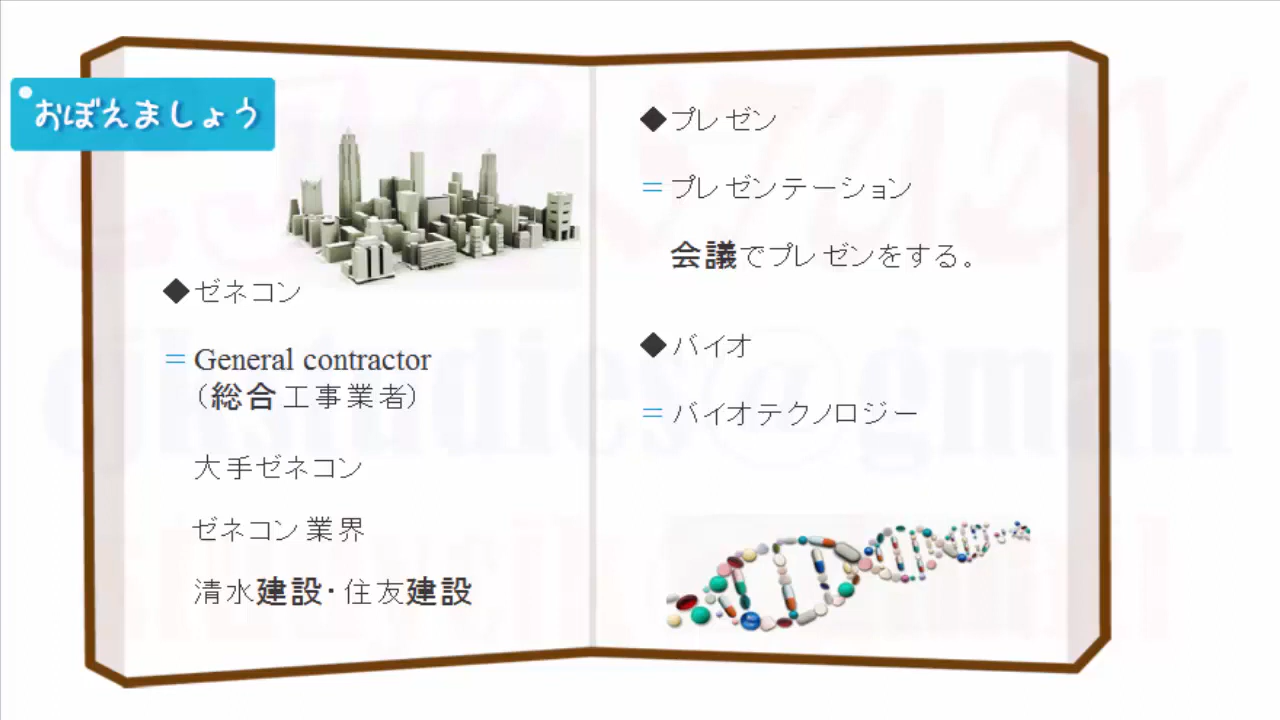 おぼえましょう
◆ゼネコン
＝General contractor
（総合工事業者）
大手ゼネコン
ゼネコン業界
清水建設・住友建設
◆プレゼン
＝プレゼンテーション
会議でプレゼンをする。
◆バイオ
＝バイオテクノロジー